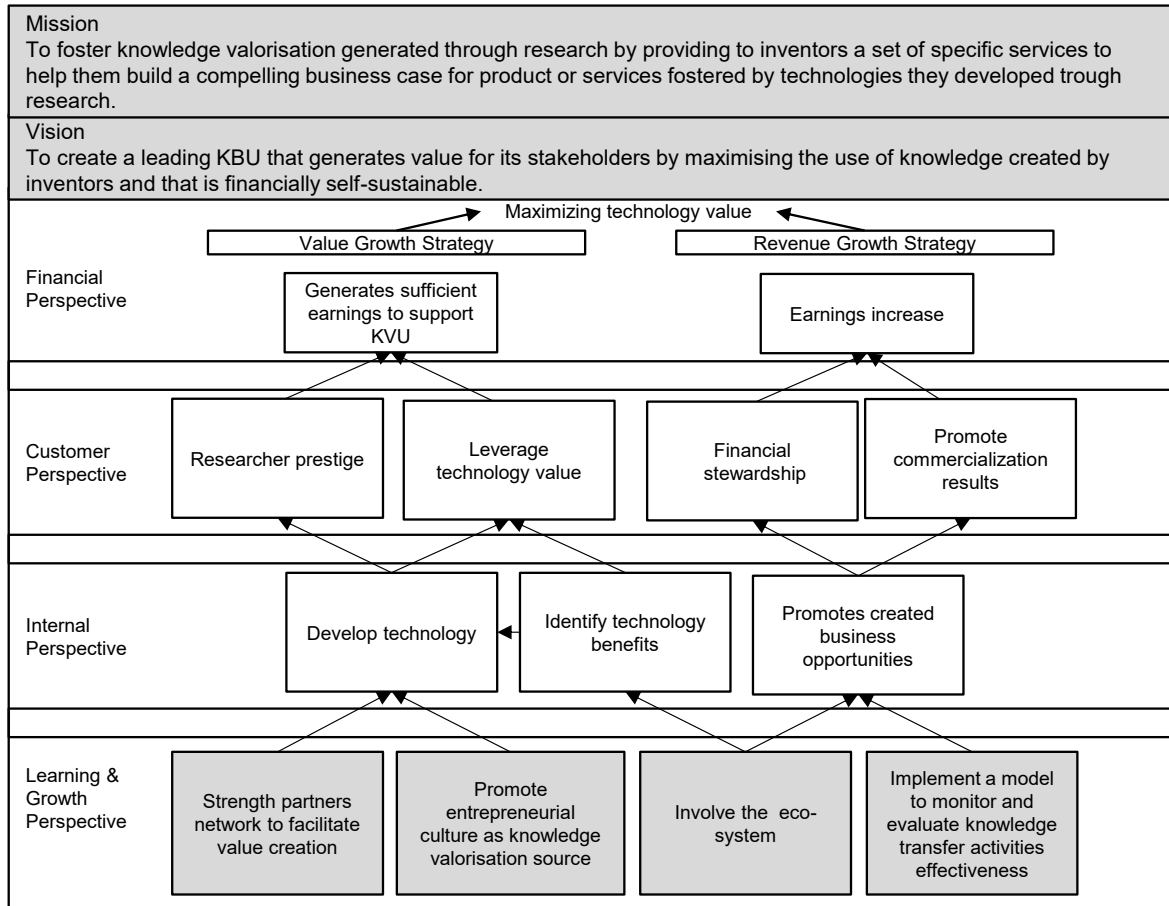 Mission
To foster knowledge valorisation generated through research by providing to inventors a set of specific services to
help them build a compelling business case for product or services fostered by technologies they developed trough
research.
Vision
To create a leading KBU that generates value for its stakeholders by maximising the use of knowledge created by
inventors and that is financially self-sustainable.
Maximizing technology value
Value Growth Strategy
Revenue Growth Strategy
Financial
Perspective
Generates sufficient
earnings to support
KVU
Earnings increase
Customer
Perspective
Researcher prestige
Leverage
technology value
Financial
stewardship
Promote
commercialization
results
Internal
Perspective
Develop technology
Identify technology
benefits
Promotes created
business
opportunities
Learning &
Growth
Perspective
Strength partners
network to facilitate
value creation
Promote
entrepreneurial
culture as knowledge
valorisation source
Involve the eco-
system
Implement a model
to monitor and
evaluate knowledge
transfer activities
effectiveness